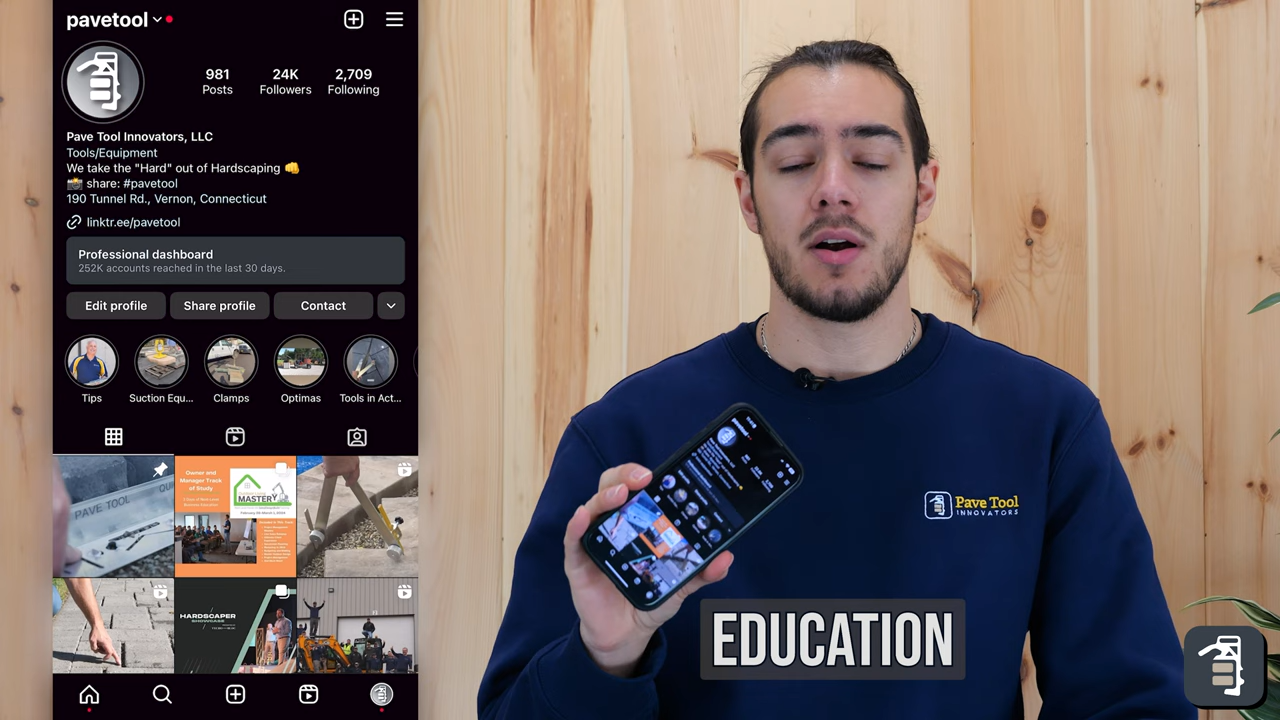 pavetool
981
Posts
24K
Followers
2,709
Following
Pave Tool Innovators, LLC
Tools/Equipment
We take the "Hard" out of Hardscaping 👊
📸 share: #pavetool
190 Tunnel Rd., Vernon, Connecticut
linktr.ee/pavetool
Professional dashboard
252K accounts reached in the last 30 days.
Edit profile
Share profile
Contact
Tips
Suction Equ...
Clamps
Optimas
Tools in Act...
PAVE TOOL
Owner and
Manager Track
of Study
MASTERY
HARDSCAPER
SHOWCASE
Pave Tool
INNOVATORS
EDUCATION